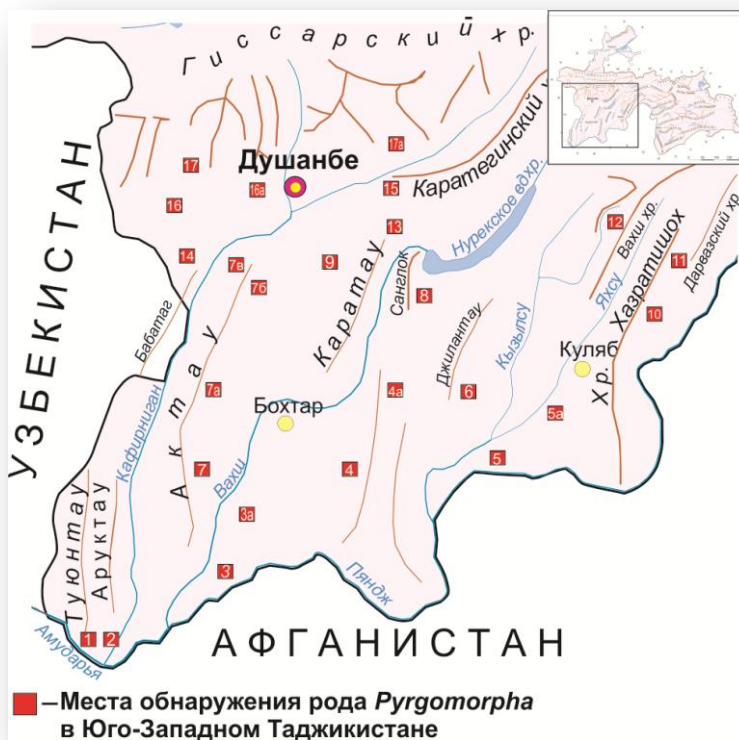 Гиссарский хр.
17а
17
Душанбе
16а
15
Каратегинский х
16
13
Нурекское вдхр.
12
Вахш хр.
Дарвазский хр.
УЗБЕКИСТАН
14
7в
9
11
7б
Каратау
Санглок
8
Яхсу
Хазратишох
10
Бабатаг
Джилантау
Кызылсу
Куляб
Хр.
Актау
7а
4а
6
Бохтар
5а
Кафирниган
7
Вахш
4
5
3а
Туюнтау
Аруктау
3
Пяндж
1
2
Амударья
АФГАНИСТАН
–Места обнаружения рода Pyrgomorpha
в Юго-Западном Таджикистане